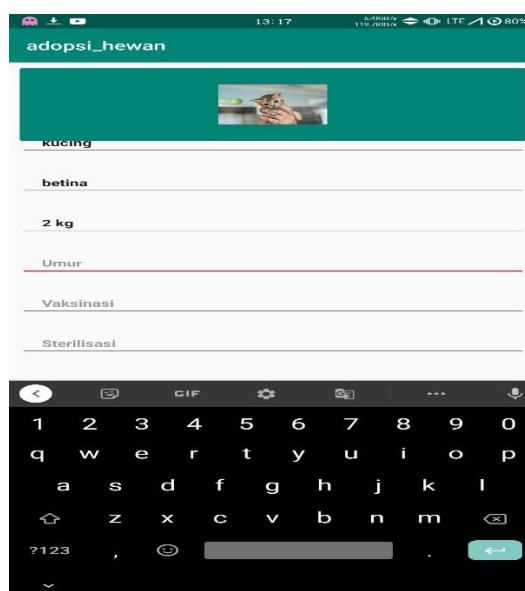 13:17
LTE
80%
adopsi_hewan
kucing
betina
2 kg
Umur
Vaksinasi
Sterilisasi
GIF
1 2 3 4 5 6 7 8 9 0
q w e r t y u i o p
a s d f g h j k l
z x c v b n m
?123 , .